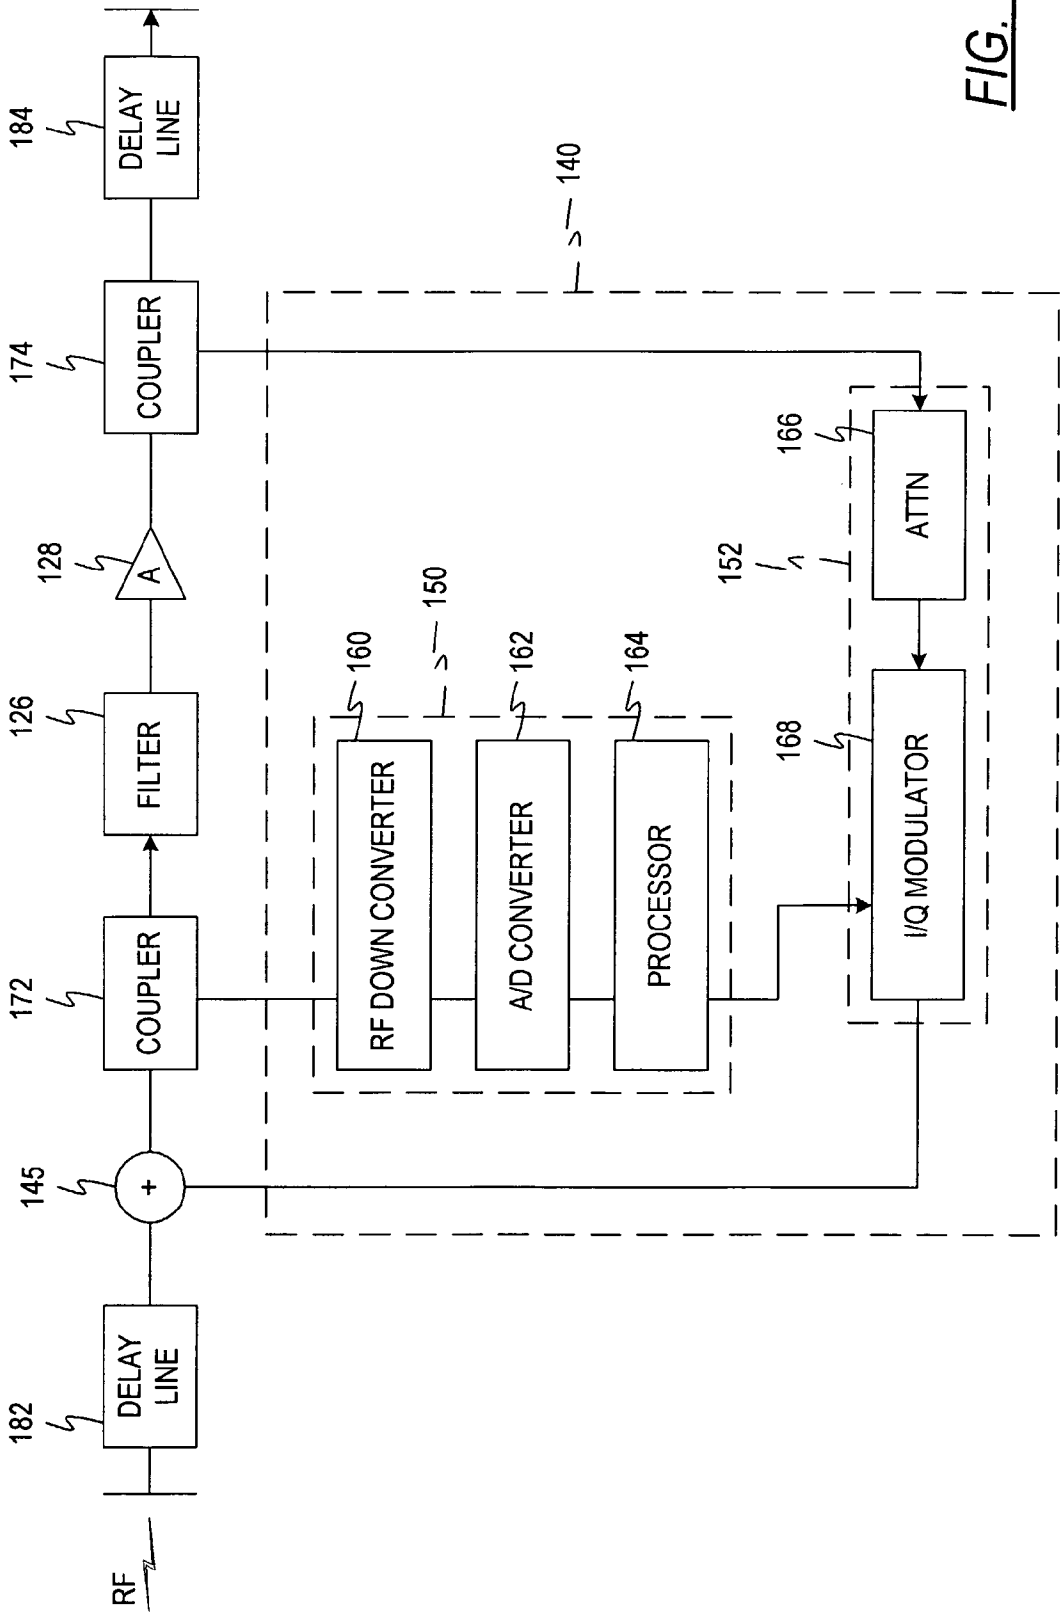 RF
182
DELAY
LINE
145
+
172
COUPLER
126
FILTER
128
A
174
COUPLER
184
DELAY
LINE
140
150
160
RF DOWN CONVERTER
162
A/D CONVERTER
164
PROCESSOR
152
166
ATTN
168
I/Q MODULATOR
FIG.